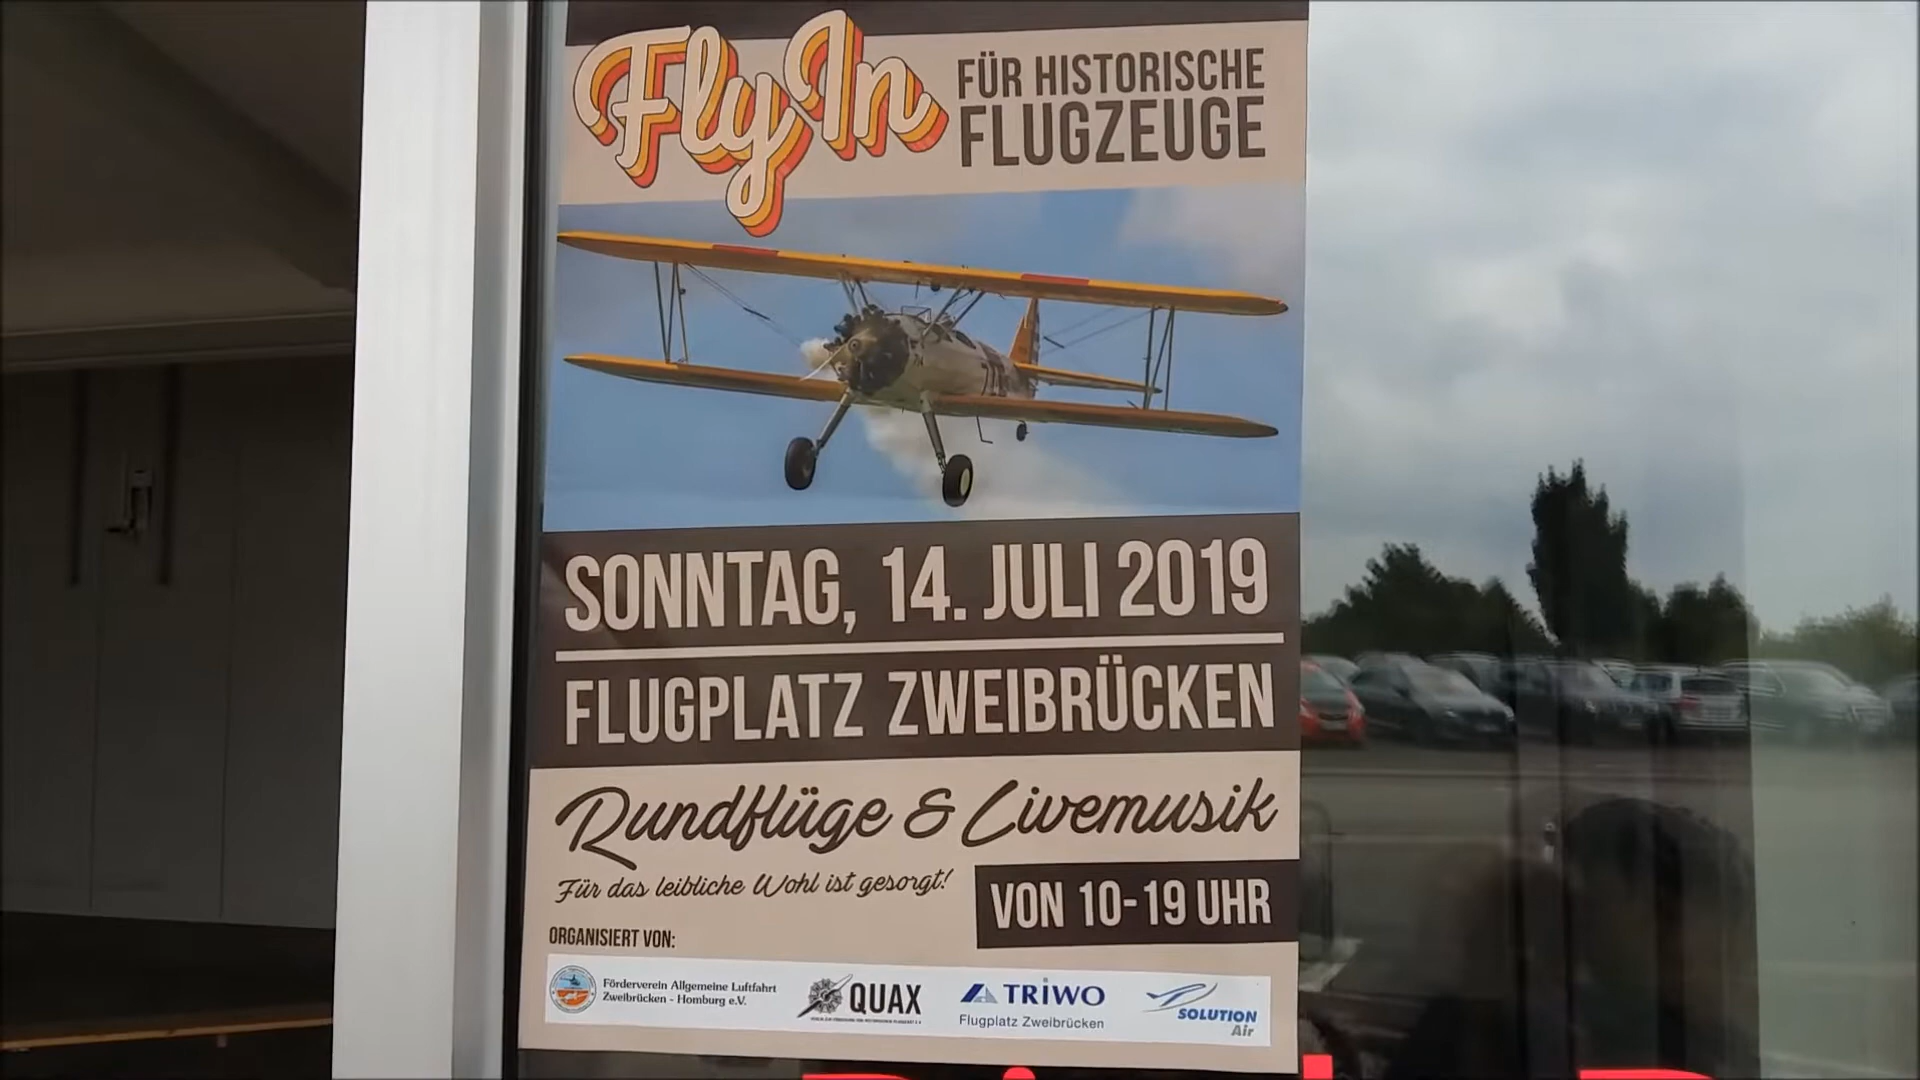 Fly In
FÜR HISTORISCHE
FLUGZEUGE
SONNTAG, 14. JULI 2019
FLUGPLATZ ZWEIBRÜCKEN
Rundflüge & Livemusik
Für das leibliche Wohl ist gesorgt!
VON 10-19 UHR
ORGANISIERT VON:
Förderverein Allgemeine Luftfahrt
Zweibrücken - Homburg e.V.
QUAX
TRIWO
Flugplatz Zweibrücken
SOLUTION
Air